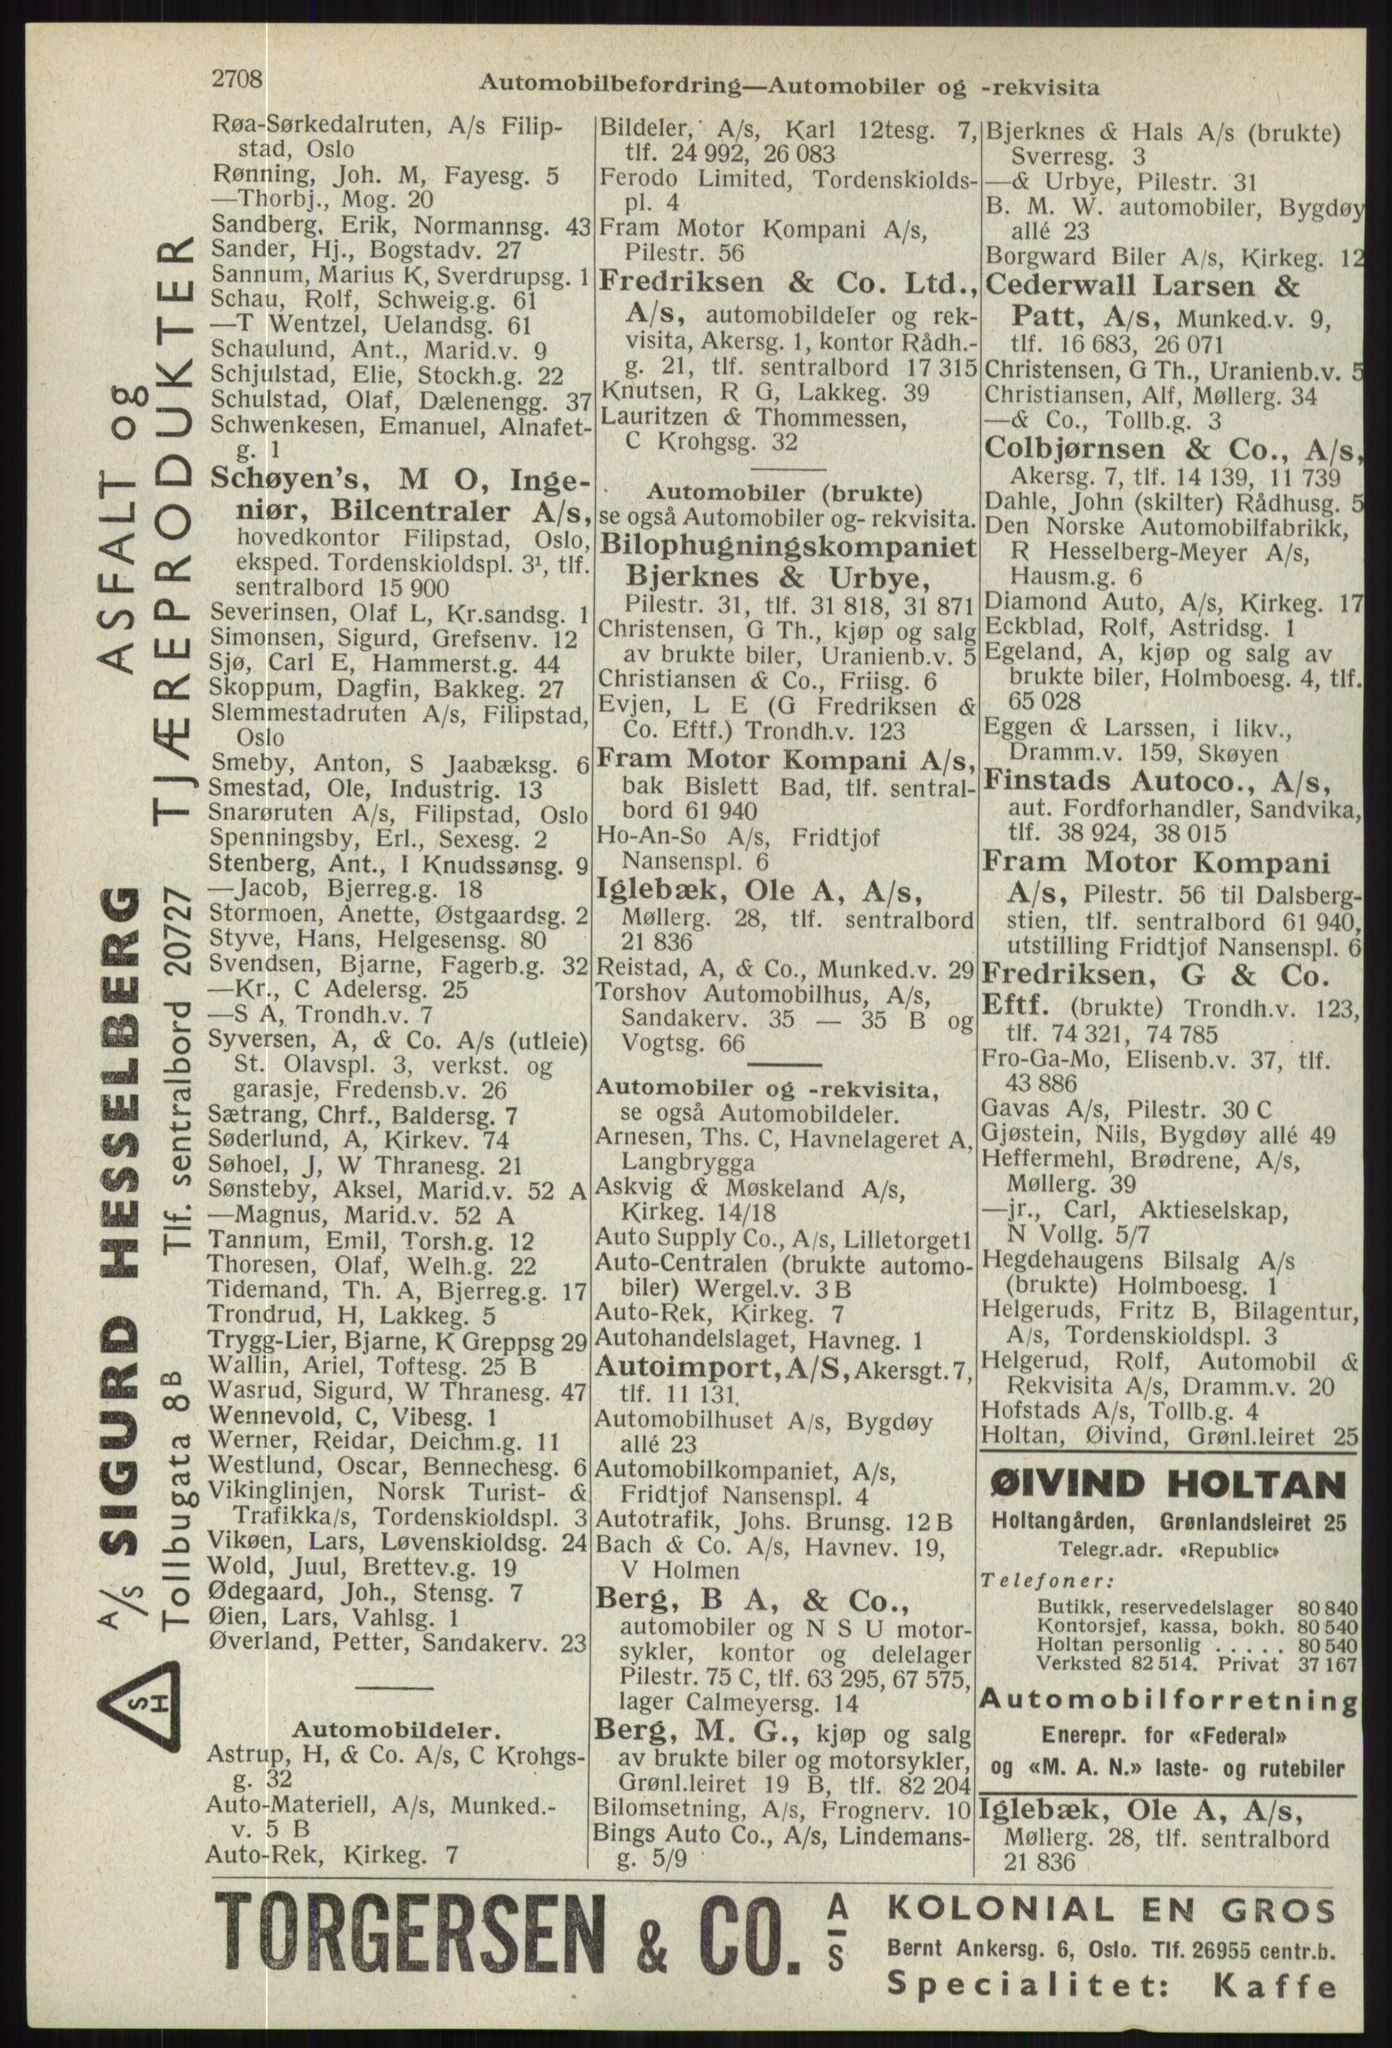 2708
Automobilbefordring—Automobiler og -rekvisita
Røa-Sørkedalruten, A/s Filip-
stad, Oslo
Rønning, Joh. M, Fayesg. 5
—Thorbj., Mog. 20
Sandberg, Erik, Normannsg. 43
Sander, Hj., Bogstadv. 27
Sannum, Marius K, Sverdrupsg. 1
Schau, Rolf, Schweig.g. 61
—T Wentzel, Uelandsg. 61
Schaulund, Ant., Marid.v. 9
Schjulstad, Elie, Stockh.g. 22
Schulstad, Olaf, Dælenengg. 37
Schwenkesen, Emanuel, Alnafet-
g. 1
Schøyen's, M O, Inge-
niør, Bilcentraler A/s,
hovedkontor Filipstad, Oslo,
eksped. Tordenskioldspl. 3¹, tlf.
sentralbord 15 900
Severinsen, Olaf L, Kr.sandsg. 1
Simonsen, Sigurd, Grefsenv. 12
Sjø, Carl E, Hammerst.g. 44
Skoppum, Dagfin, Bakkeg. 27
Slemmestadruten A/s, Filipstad,
Oslo
Smeby, Anton, S Jaabæksg. 6
Smestad, Ole, Industrig. 13
Snarøruten A/s, Filipstad, Oslo
Spenningsby, Erl., Sexesg. 2
Stenberg, Ant., I Knudssønsg. 9
—Jacob, Bjerreg.g. 18
Stormoen, Anette, Østgaardsg. 2
Styve, Hans, Helgesensg. 80
Svendsen, Bjarne, Fagerb.g. 32
—Kr., C Adelersg. 25
—S A, Trondh.v. 7
Syversen, A, & Co. A/s (utleie)
St. Olavspl. 3, verkst. og
garasje, Fredensb.v. 26
Sætrang, Chrf., Baldersg. 7
Søderlund, A, Kirkev. 74
Søhoel, J, W Thranesg. 21
Sønsteby, Aksel, Marid.v. 52 A
—Magnus, Marid.v. 52 A
Tannum, Emil, Torsh.g. 12
Thoresen, Olaf, Welh.g. 22
Tidemand, Th. A, Bjerreg.g. 17
Trondrud, H, Lakkeg. 5
Trygg-Lier, Bjarne, K Greppsg 29
Wallin, Ariel, Toftesg. 25 B
Wasrud, Sigurd, W Thranesg. 47
Wennevold, C, Vibesg. 1
Werner, Reidar, Deichm.g. 11
Westlund, Oscar, Bennechesg. 6
Vikinglinjen, Norsk Turist- &
Trafikka/s, Tordenskioldspl. 3
Vikøen, Lars, Løvenskioldsg. 24
Wold, Juul, Brettev.g. 19
Ødegaard, Joh., Stensg. 7
Øien, Lars, Vahlsg. 1
Øverland, Petter, Sandakerv. 23
Automobildeler.
Astrup, H, & Co. A/s, C Krohgs-
g. 32
Auto-Materiell, A/s, Munked.-
v. 5 B
Auto-Rek, Kirkeg. 7
Bildeler, A/s, Karl 12tesg. 7,
tlf. 24 992, 26 083
Ferodo Limited, Tordenskiolds-
pl. 4
Fram Motor Kompani A/s,
Pilestr. 56
Fredriksen & Co. Ltd.,
A/s, automobildeler og rek-
visita, Akersg. 1, kontor Rådh.-
g. 21, tlf. sentralbord 17 315
Knutsen, R G, Lakkeg. 39
Lauritzen & Thommessen,
C Krohgsg. 32
Automobiler (brukte)
se også Automobiler og- rekvisita.
Bilophugningskompaniet
Bjerknes & Urbye,
Pilestr. 31, tlf. 31 818, 31 871
Christensen, G Th., kjøp og salg
av brukte biler, Uranienb.v. 5
Christiansen & Co., Friisg. 6
Evjen, L E (G Fredriksen &
Co. Eftf.) Trondh.v. 123
Fram Motor Kompani A/s,
bak Bislett Bad, tlf. sentral-
bord 61 940
Ho-An-So A/s, Fridtjof
Nansenspl. 6
Iglebæk, Ole A, A/s,
Møllerg. 28, tlf. sentralbord
21 836
Reistad, A, & Co., Munked.v. 29
Torshov Automobilhus, A/s,
Sandakerv. 35 — 35 B og
Vogtsg. 66
Automobiler og -rekvisita,
se også Automobildeler.
Arnesen, Ths. C, Havnelageret A,
Langbrygga
Askvig & Møskeland A/s,
Kirkeg. 14/18
Auto Supply Co., A/s, Lilletorget 1
Auto-Centralen (brukte automo-
biler) Wergel.v. 3 B
Auto-Rek, Kirkeg. 7
Autohandelslaget, Havneg. 1
Autoimport, A/S, Akersgt. 7,
tlf. 11 131.
Automobilhuset A/s, Bygdøy
allé 23
Automobilkompaniet, A/s,
Fridtjof Nansenspl. 4
Autotrafik, Johs. Brunsg. 12 B
Bach & Co. A/s, Havnev. 19,
V Holmen
Berg, B A, & Co.,
automobiler og N S U motor-
sykler, kontor og delelager
Pilestr. 75 C, tlf. 63 295, 67 575,
lager Calmeyersg. 14
Berg, M. G., kjøp og salg
av brukte biler og motorsykler,
Grønl.leiret 19 B, tlf. 82 204
Bilomsetning, A/s, Frognerv. 10
Bings Auto Co., A/s, Lindemans-
g. 5/9
Bjerknes & Hals A/s (brukte)
Sverresg. 3
—& Urbye, Pilestr. 31
B. M. W. automobiler, Bygdøy
allé 23
Borgward Biler A/s, Kirkeg. 12
Cederwall Larsen &
Patt, A/s, Munked.v. 9,
tlf. 16 683, 26 071
Christensen, G Th., Uranienb.v. 5
Christiansen, Alf, Møllerg. 34
—& Co., Tollb.g. 3
Colbjørnsen & Co., A/s,
Akersg. 7, tlf. 14 139, 11 739
Dahle, John (skilter) Rådhusg. 5
Den Norske Automobilfabrikk,
R Hesselberg-Meyer A/s,
Hausm.g. 6
Diamond Auto, A/s, Kirkeg. 17
Eckblad, Rolf, Astridsg. 1
Egeland, A, kjøp og salg av
brukte biler, Holmboesg. 4, tlf.
65 028
Eggen & Larssen, i likv.,
Dramm.v. 159, Skøyen
Finstads Autoco., A/s,
aut. Fordforhandler, Sandvika,
tlf. 38 924, 38 015
Fram Motor Kompani
A/s, Pilestr. 56 til Dalsberg-
stien, tlf. sentralbord 61 940,
utstilling Fridtjof Nansenspl. 6
Fredriksen, G & Co.
Eftf. (brukte) Trondh.v. 123,
tlf. 74 321, 74 785
Fro-Ga-Mo, Elisenb.v. 37, tlf.
43 886
Gavas A/s, Pilestr. 30 C
Gjøstein, Nils, Bygdøy allé 49
Heffermehl, Brødrene, A/s,
Møllerg. 39
—jr., Carl, Aktieselskap,
N Vollg. 5/7
Hegdehaugens Bilsalg A/s
(brukte) Holmboesg. 1
Helgeruds, Fritz B, Bilagentur,
A/s, Tordenskioldspl. 3
Helgerud, Rolf, Automobil &
Rekvisita A/s, Dramm.v. 20
Hofstads A/s, Tollb.g. 4
Holtan, Øivind, Grønl.leiret 25
ØIVIND HOLTAN
Holtangården, Grønlandsleiret 25
Telegr.adr. «Republic»
Telefoner:
Butikk, reservedelslager 80 840
Kontorsjef, kassa, bokh. 80 540
Holtan personlig . . . . . 80 540
Verksted 82 514. Privat 37 167
Automobilforretning
Enerepr. for «Federal»
og «M. A. N.» laste- og rutebiler
Iglebæk, Ole A, A/s,
Møllerg. 28, tlf. sentralbord
21 836
SH
A/S SIGURD HESSELBERG
Tollbugata 8B Tlf. sentralbord 20727
ASFALT og
TJÆREPRODUKTER
TORGERSEN & CO. A/S
KOLONIAL EN GROS
Bernt Ankersg. 6, Oslo. Tlf. 26955 centr.b.
Specialitet: Kaffe